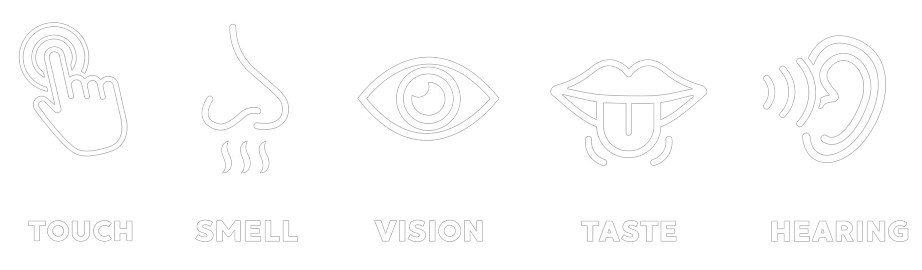 TOUCH SMELL VISION TASTE HEARING